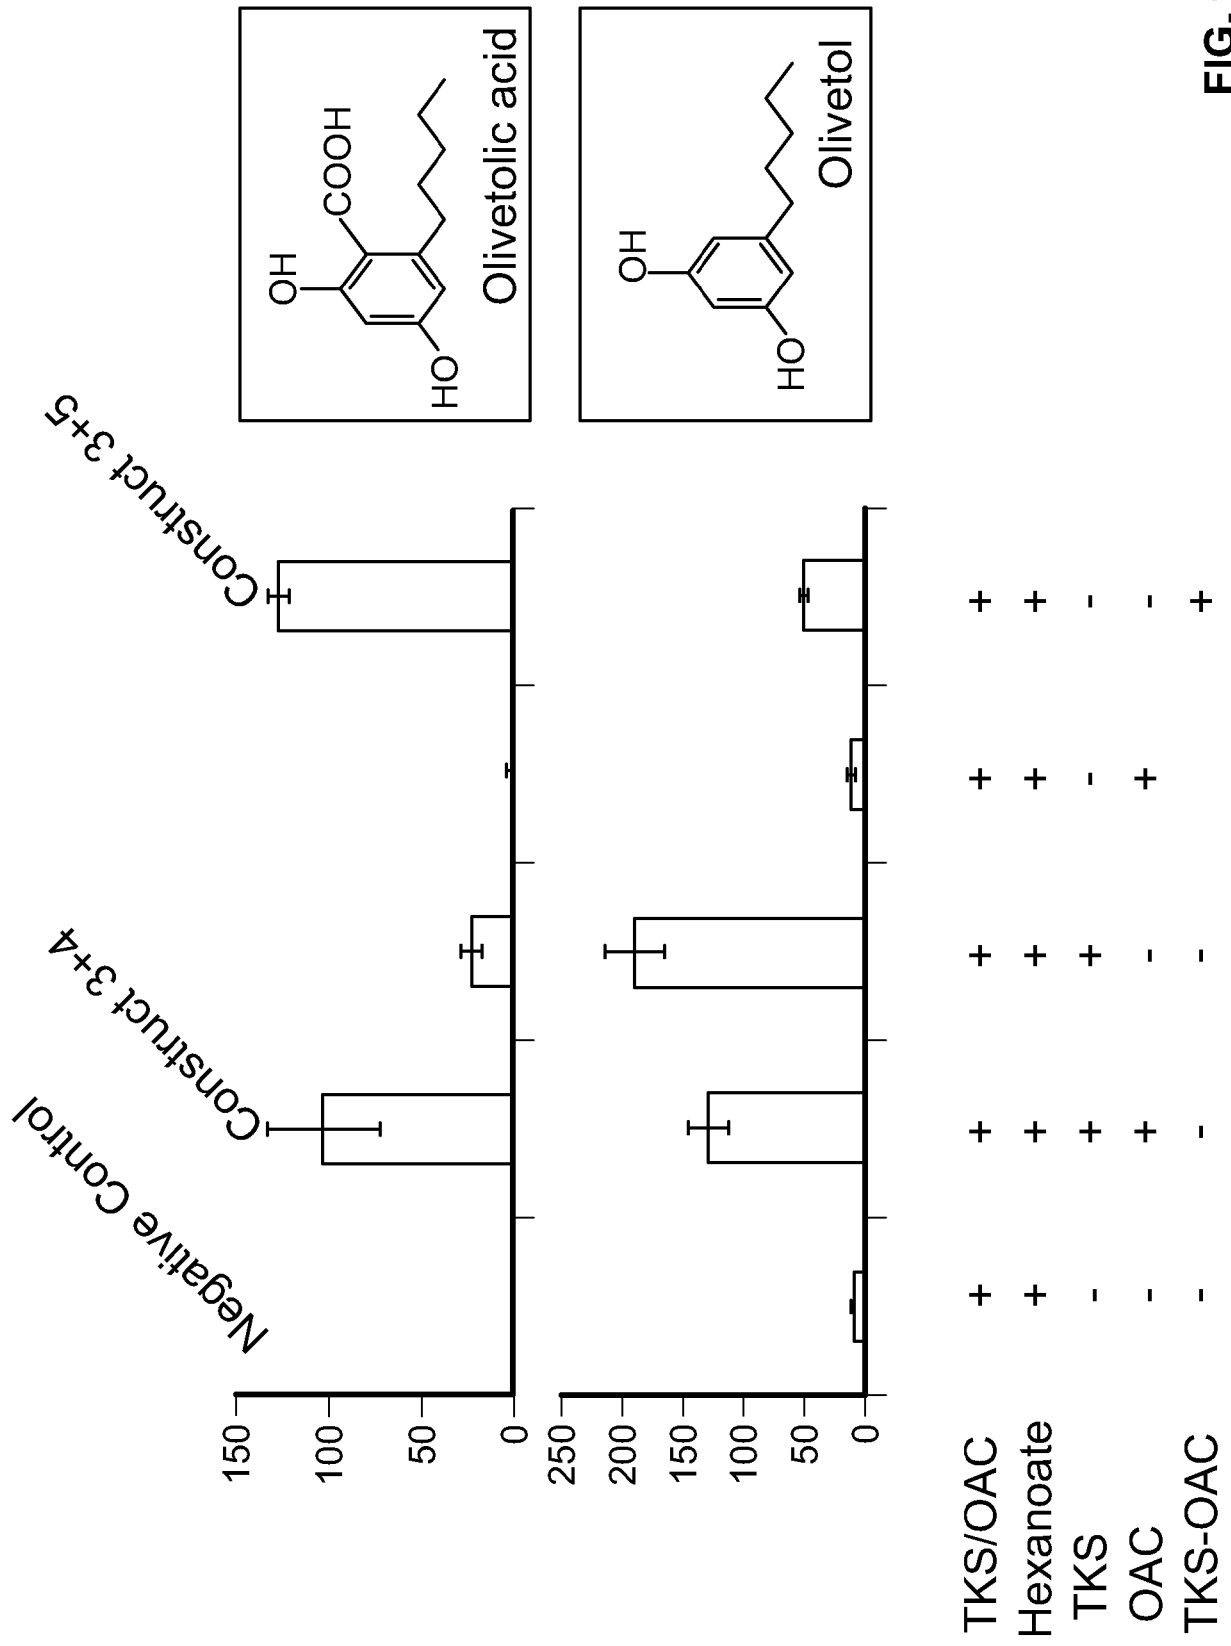 Negative Control
Construct 3+4
Construct 3+5
150
100
50
0
OH
COOH
HO
Olivetolic acid
250
200
150
100
50
0
OH
HO
Olivetol
TKS/OAC + + + + +
Hexanoate + + + + +
TKS - + + - -
OAC - + - + -
TKS-OAC - - - +
FIG.